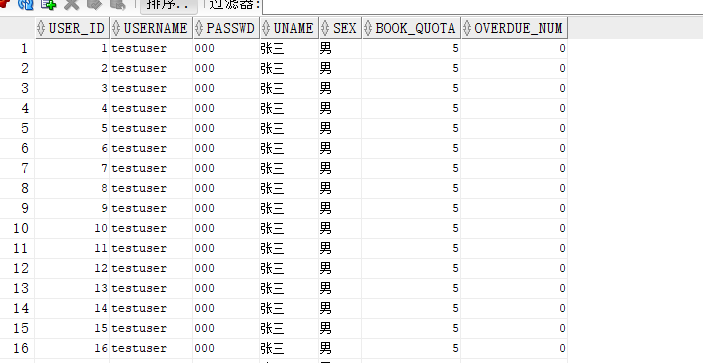 排序.. 过滤器:
USER_ID USERNAME PASSWD UNAME SEX BOOK_QUOTA OVERDUE_NUM
1 1 testuser 000 张三 男 5 0
2 2 testuser 000 张三 男 5 0
3 3 testuser 000 张三 男 5 0
4 4 testuser 000 张三 男 5 0
5 5 testuser 000 张三 男 5 0
6 6 testuser 000 张三 男 5 0
7 7 testuser 000 张三 男 5 0
8 8 testuser 000 张三 男 5 0
9 9 testuser 000 张三 男 5 0
10 10 testuser 000 张三 男 5 0
11 11 testuser 000 张三 男 5 0
12 12 testuser 000 张三 男 5 0
13 13 testuser 000 张三 男 5 0
14 14 testuser 000 张三 男 5 0
15 15 testuser 000 张三 男 5 0
16 16 testuser 000 张三 男 5 0